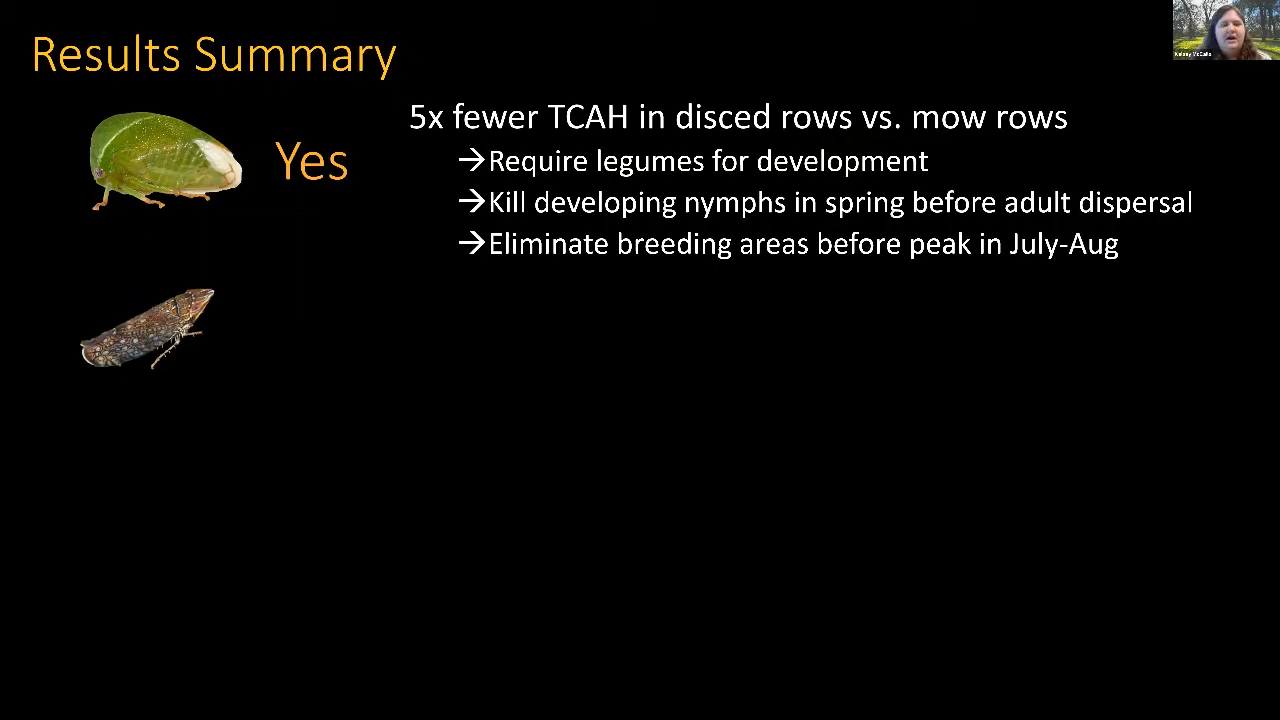 Results Summary
Yes
5x fewer TCAH in disced rows vs. mow rows
→Require legumes for development
→Kill developing nymphs in spring before adult dispersal
→Eliminate breeding areas before peak in July-Aug